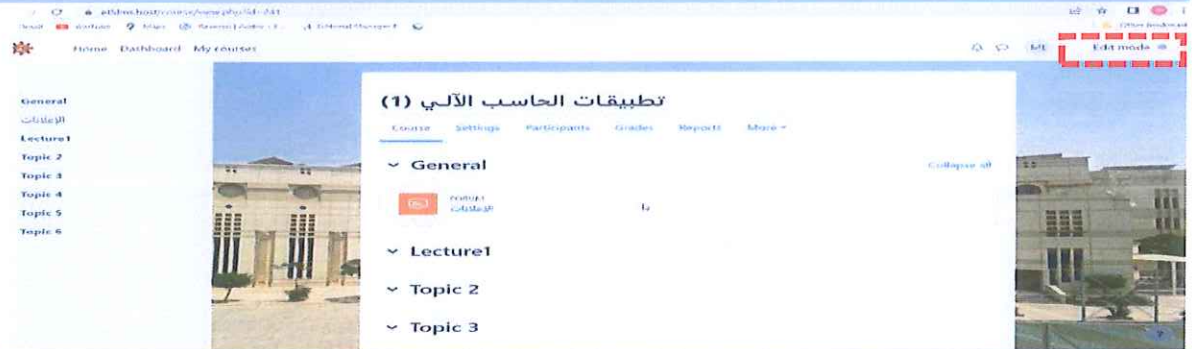 Home Dashboard My courses
Edit mode
General
الإعلانات
Lecture1
Topic 2
Topic 3
Topic 4
Topic 5
Topic 6
تطبيقات الحاسب الآلي (1)
Course Settings Participants Grades Reports More
General
Collapse all
FORUM
الإعلانات
Lecture1
Topic 2
Topic 3